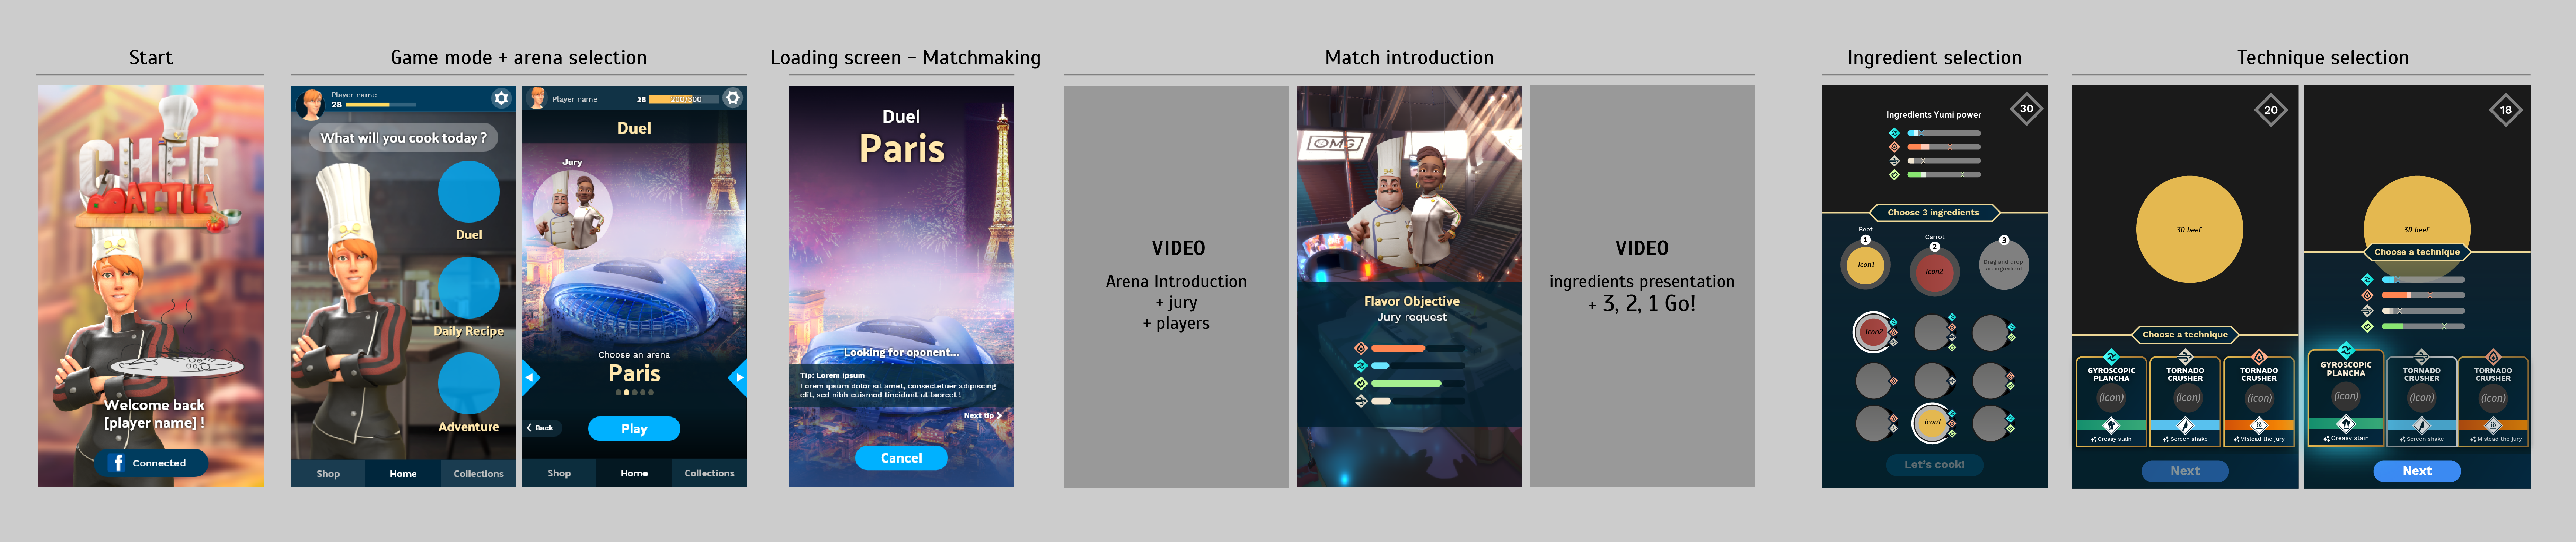 Start
Game mode + arena selection
Loading screen - Matchmaking
Match introduction
Ingredient selection
Technique selection
CHEF
BATTLE
Welcome back
[player name] !
f Connected
Player name
28
What will you cook today ?
Duel
Daily Recipe
Adventure
Shop
Home
Collections
Player name
28
200/300
Duel
Jury
Choose an arena
Paris
Back
Play
Shop
Home
Collections
Duel
Paris
Looking for oponent...
Tip: Lorem ipsum
Lorem ipsum dolor sit amet, consectetuer adipiscing
elit, sed nibh euismod tincidunt ut laoreet !
Next tip
Cancel
VIDEO
Arena Introduction
+ jury
+ players
OMG
Flavor Objective
Jury request
VIDEO
ingredients presentation
+ 3, 2, 1 Go!
30
Ingredients Yumi power
Choose 3 ingredients
Beef
1
icon1
Carrot
2
icon2
-
3
Drag and drop
an ingredient
icon2
icon1
Let's cook!
20
3D beef
Choose a technique
GYROSCOPIC
PLANCHA
(icon)
Greasy stain
TORNADO
CRUSHER
(icon)
Screen shake
TORNADO
CRUSHER
(icon)
Mislead the jury
Next
18
3D beef
Choose a technique
GYROSCOPIC
PLANCHA
(icon)
Greasy stain
TORNADO
CRUSHER
(icon)
Screen shake
TORNADO
CRUSHER
(icon)
Mislead the jury
Next